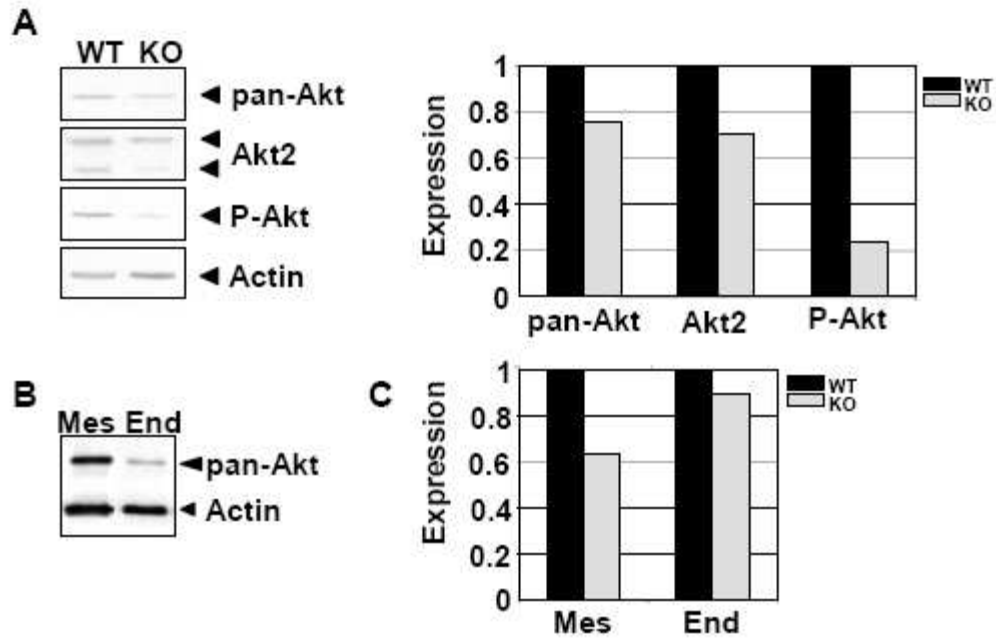 A
WT KO
pan-Akt
Akt2
P-Akt
Actin
Expression
1
0.8
0.6
0.4
0.2
0
pan-Akt Akt2 P-Akt
WT
KO
B
Mes End
pan-Akt
Actin
C
Expression
1
0.8
0.6
0.4
0.2
0
Mes End
WT
KO